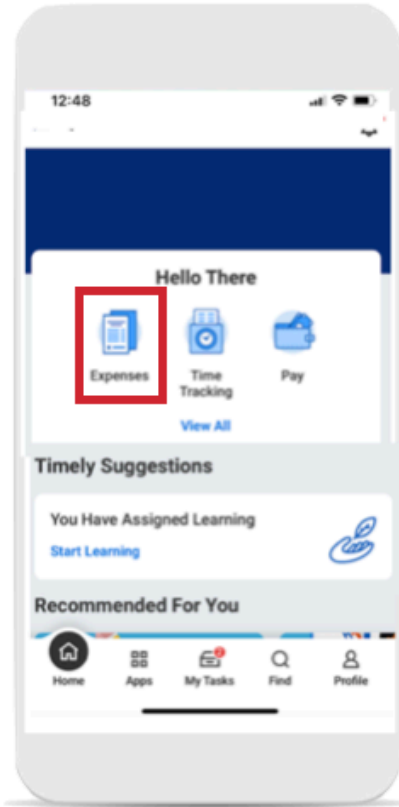 12:48
Hello There
Expenses
Time
Tracking
Pay
View All
Timely Suggestions
You Have Assigned Learning
Start Learning
Recommended For You
2
Home
Apps
My Tasks
Find
Profile